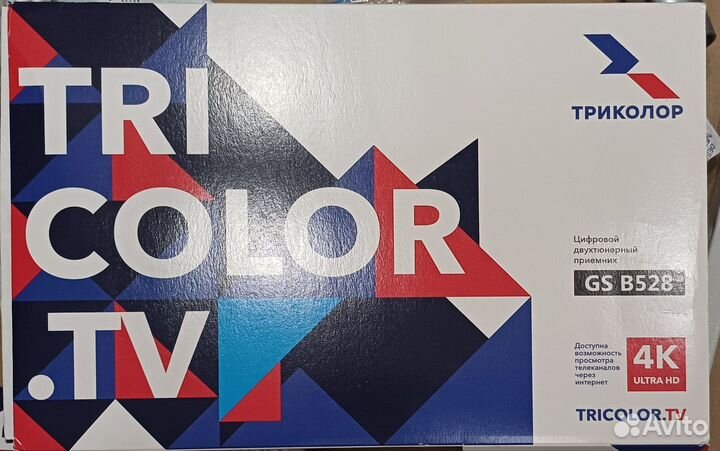 TRI
COLOR
.TV
ТРИКОЛОР
Цифровой
двухтюнерный
приемник
GS B528
Доступна
возможность
просмотра
телеканалов
через
интернет
4K
ULTRA HD
TRICOLOR.TV
Avito